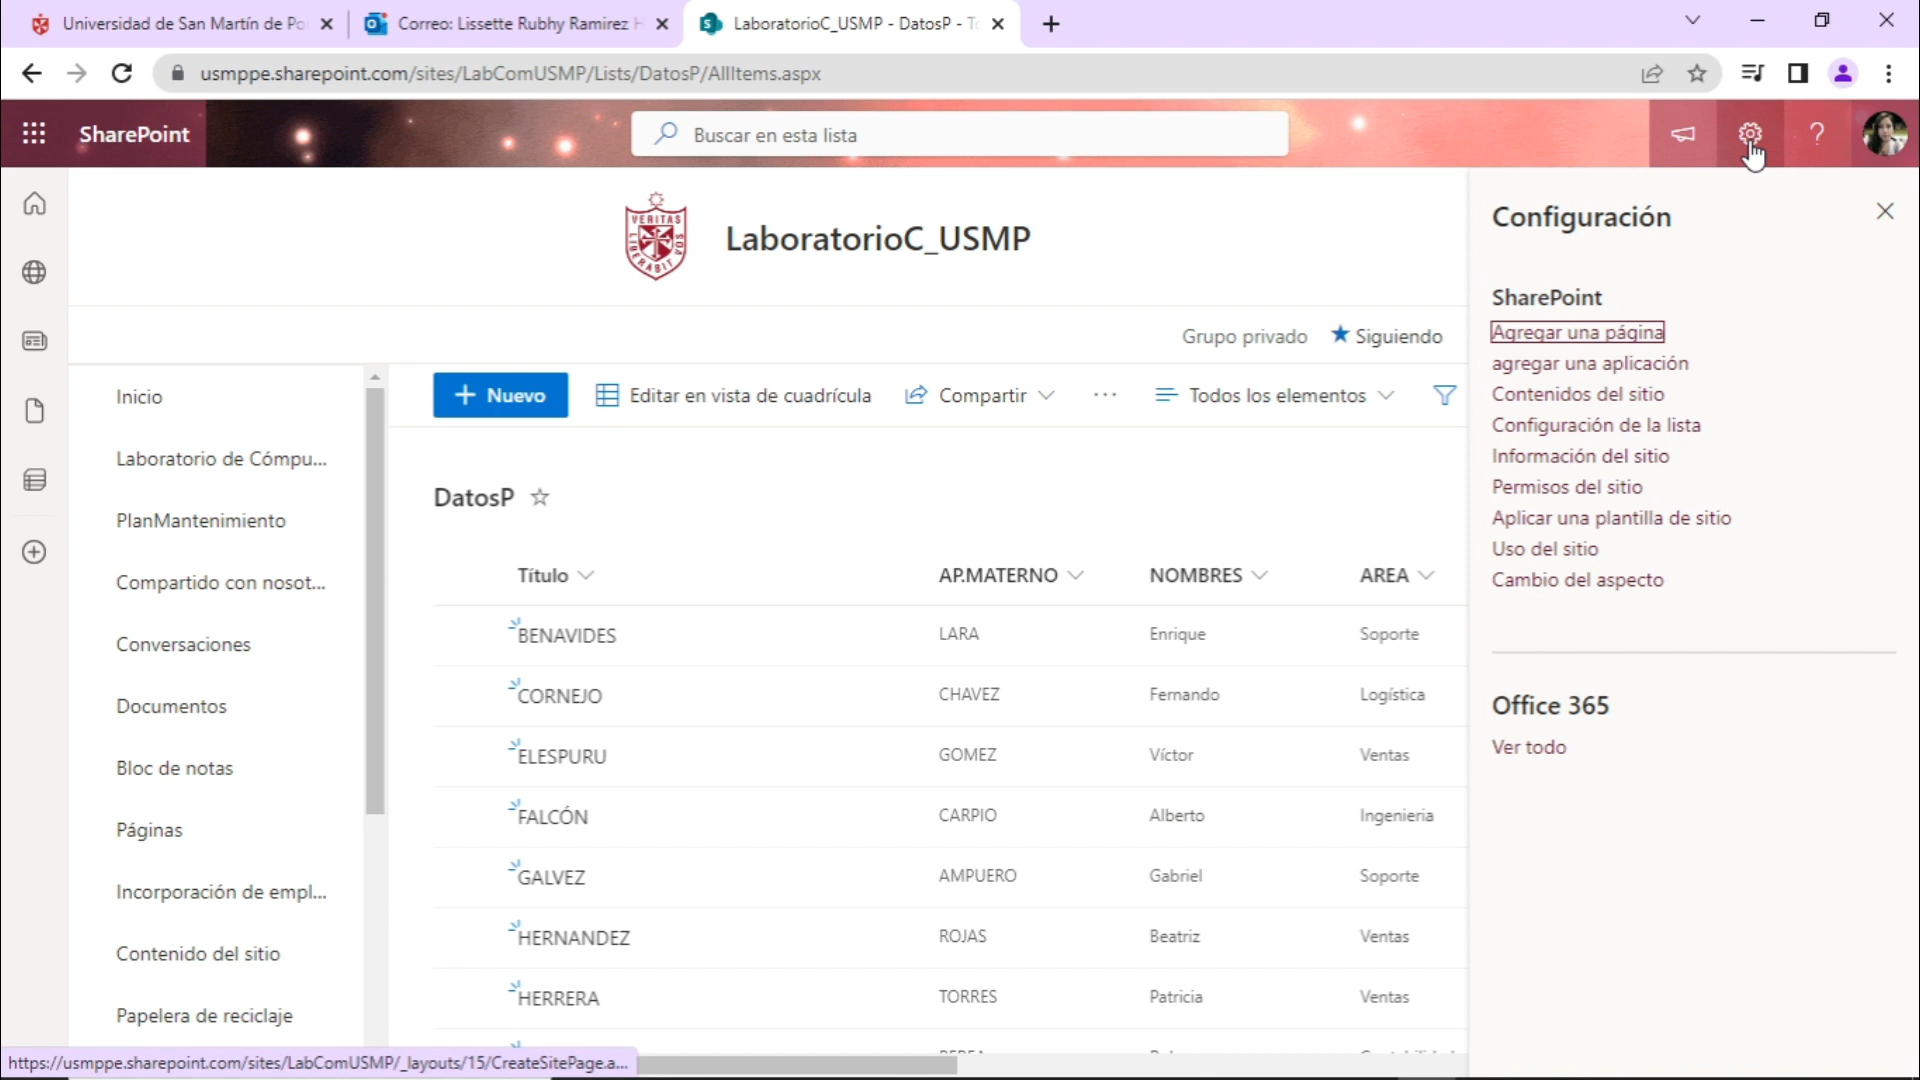 Universidad de San Martín de Po
Correo: Lissette Rubhy Ramirez H
LaboratorioC_USMP - DatosP - To
usmppe.sharepoint.com/sites/LabComUSMP/Lists/DatosP/AllItems.aspx
SharePoint
Buscar en esta lista
VERITAS
LIBERABIT VOS
LaboratorioC_USMP
Grupo privado
Siguiendo
Inicio
Laboratorio de Cómpu...
PlanMantenimiento
Compartido con nosot...
Conversaciones
Documentos
Bloc de notas
Páginas
Incorporación de empl...
Contenido del sitio
Papelera de reciclaje
Nuevo
Editar en vista de cuadrícula
Compartir
Todos los elementos
DatosP
Título AP.MATERNO NOMBRES AREA
BENAVIDES LARA Enrique Soporte
CORNEJO CHAVEZ Fernando Logística
ELESPURU GOMEZ Víctor Ventas
FALCÓN CARPIO Alberto Ingenieria
GALVEZ AMPUERO Gabriel Soporte
HERNANDEZ ROJAS Beatriz Ventas
HERRERA TORRES Patricia Ventas
Configuración
SharePoint
Agregar una página
agregar una aplicación
Contenidos del sitio
Configuración de la lista
Información del sitio
Permisos del sitio
Aplicar una plantilla de sitio
Uso del sitio
Cambio del aspecto
Office 365
Ver todo
https://usmppe.sharepoint.com/sites/LabComUSMP/_layouts/15/CreateSitePage.a...